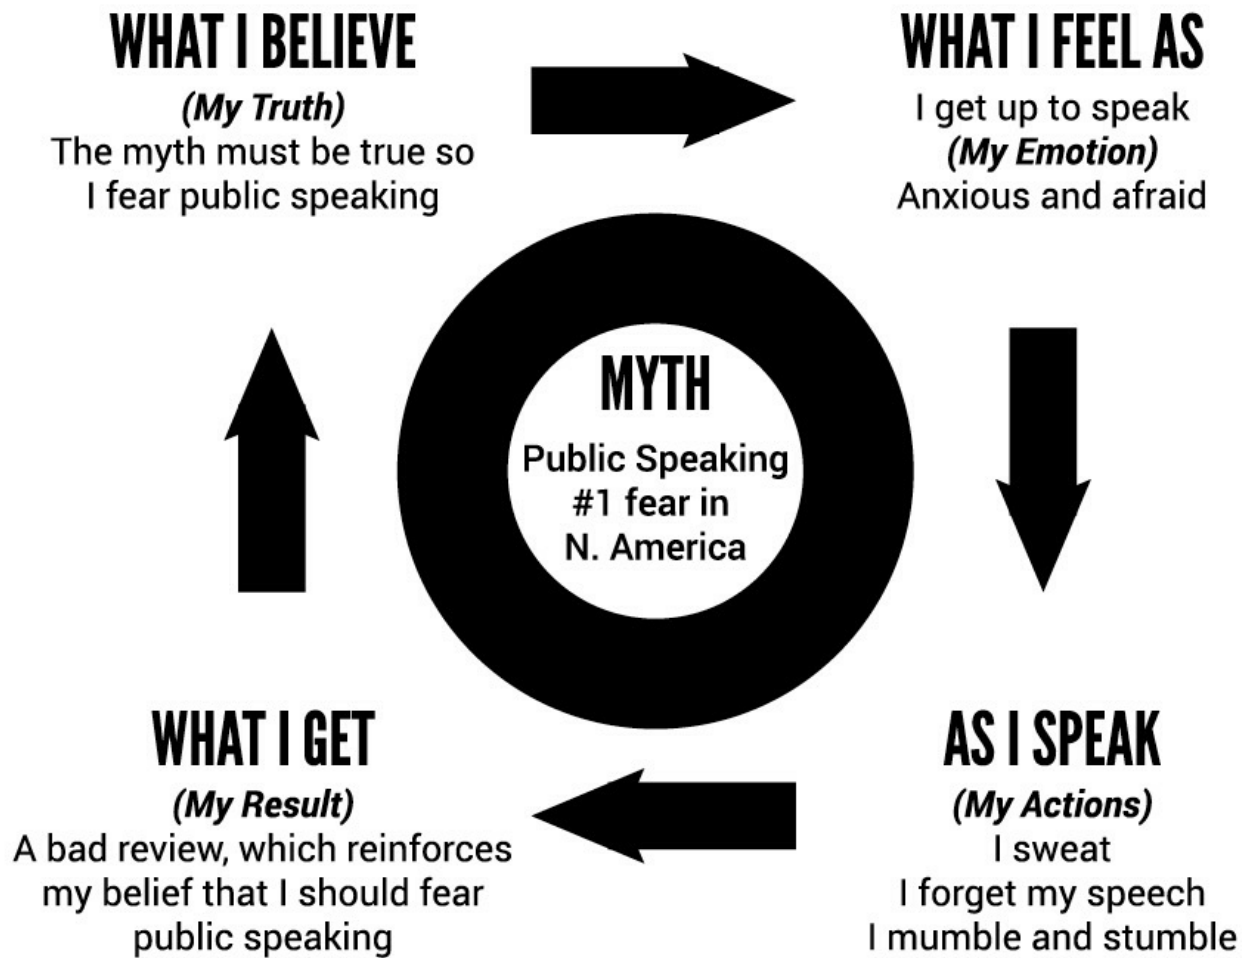 WHAT I BELIEVE
(My Truth)
The myth must be true so
I fear public speaking
WHAT I FEEL AS
I get up to speak
(My Emotion)
Anxious and afraid
MYTH
Public Speaking
#1 fear in
N. America
WHAT I GET
(My Result)
A bad review, which reinforces
my belief that I should fear
public speaking
AS I SPEAK
(My Actions)
I sweat
I forget my speech
I mumble and stumble